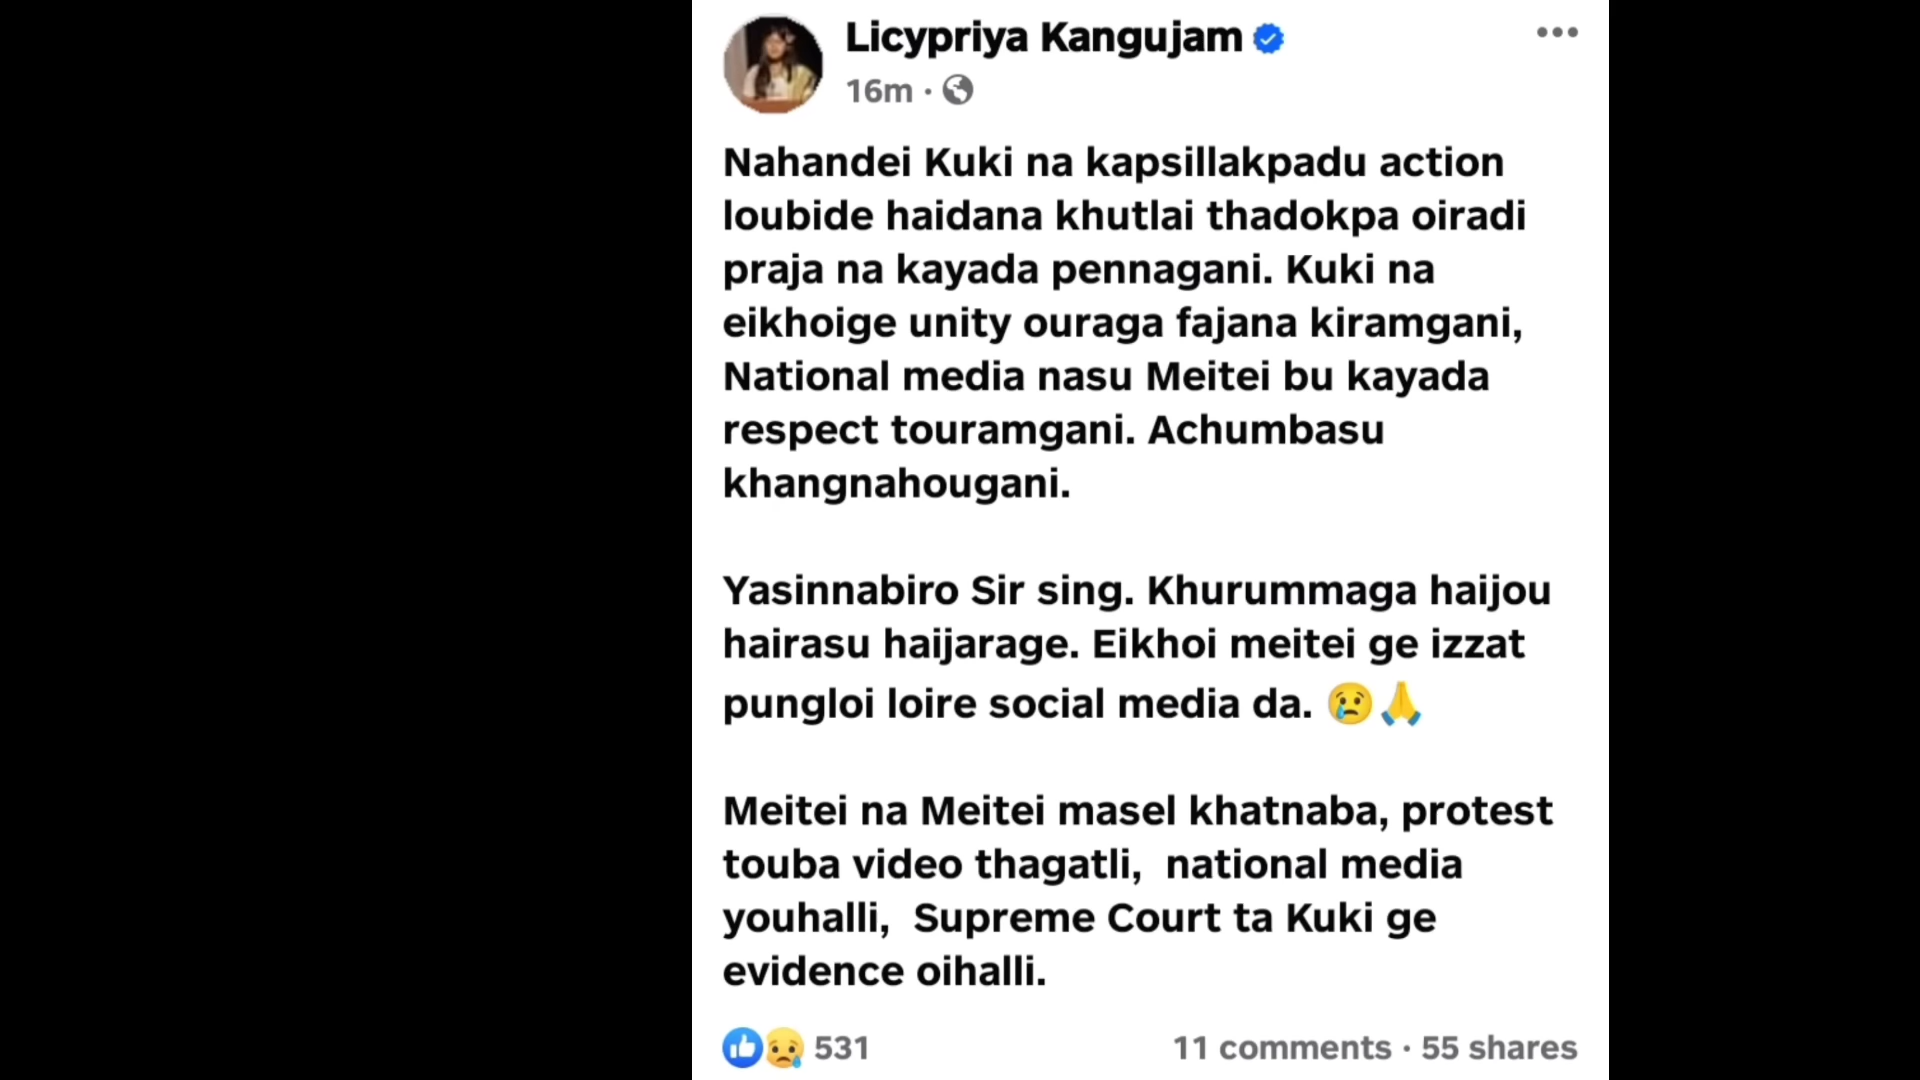 Licypriya Kangujam
16m ·
Nahandei Kuki na kapsillakpadu action
loubide haidana khutlai thadokpa oiradi
praja na kayada pennagani. Kuki na
eikhoige unity ouraga fajana kiramgani,
National media nasu Meitei bu kayada
respect touramgani. Achumbasu
khangnahougani.
Yasinnabiro Sir sing. Khurummaga haijou
hairasu haijarage. Eikhoi meitei ge izzat
pungloi loire social media da. 😢🙏
Meitei na Meitei masel khatnaba, protest
touba video thagatli,  national media
youhalli,  Supreme Court ta Kuki ge
evidence oihalli.
531 11 comments · 55 shares